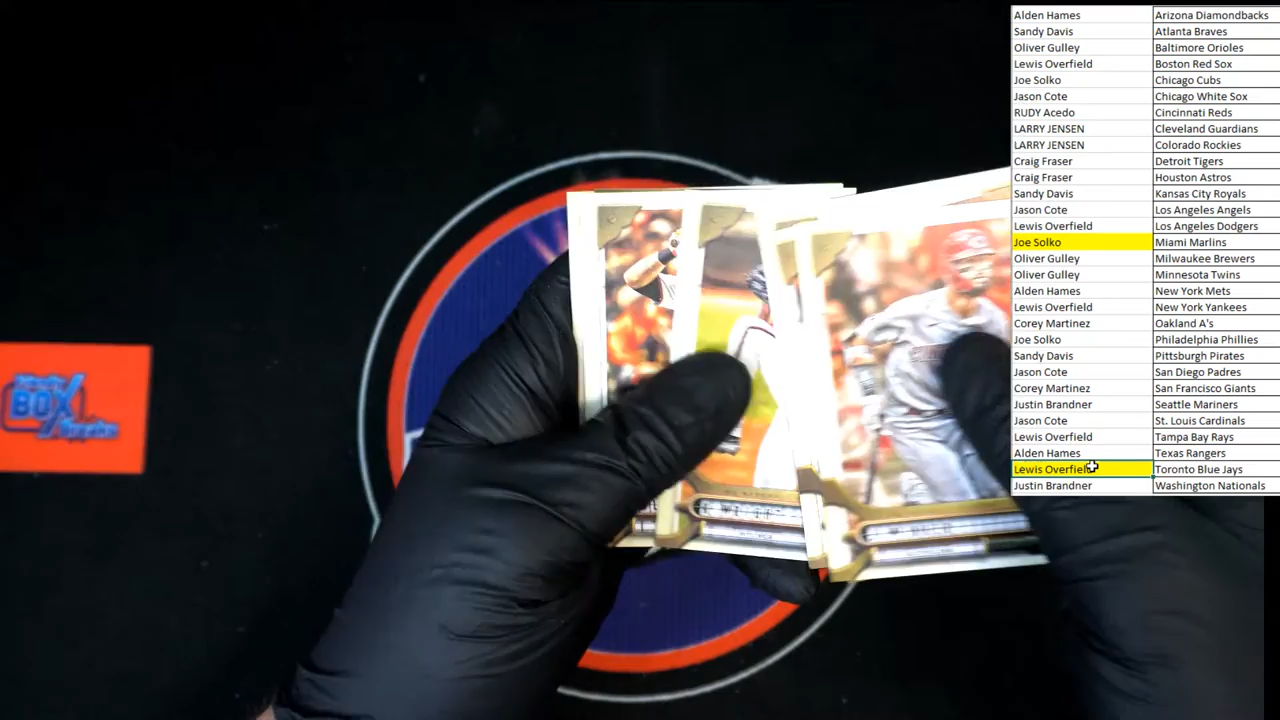 Alden Hames Arizona Diamondbacks
Sandy Davis Atlanta Braves
Oliver Gulley Baltimore Orioles
Lewis Overfield Boston Red Sox
Joe Solko Chicago Cubs
Jason Cote Chicago White Sox
RUDY Acedo Cincinnati Reds
LARRY JENSEN Cleveland Guardians
LARRY JENSEN Colorado Rockies
Craig Fraser Detroit Tigers
Craig Fraser Houston Astros
Sandy Davis Kansas City Royals
Jason Cote Los Angeles Angels
Lewis Overfield Los Angeles Dodgers
Joe Solko Miami Marlins
Oliver Gulley Milwaukee Brewers
Oliver Gulley Minnesota Twins
Alden Hames New York Mets
Lewis Overfield New York Yankees
Corey Martinez Oakland A's
Joe Solko Philadelphia Phillies
Sandy Davis Pittsburgh Pirates
Jason Cote San Diego Padres
Corey Martinez San Francisco Giants
Justin Brandner Seattle Mariners
Jason Cote St. Louis Cardinals
Lewis Overfield Tampa Bay Rays
Alden Hames Texas Rangers
Lewis Overfield Toronto Blue Jays
Justin Brandner Washington Nationals
BOX